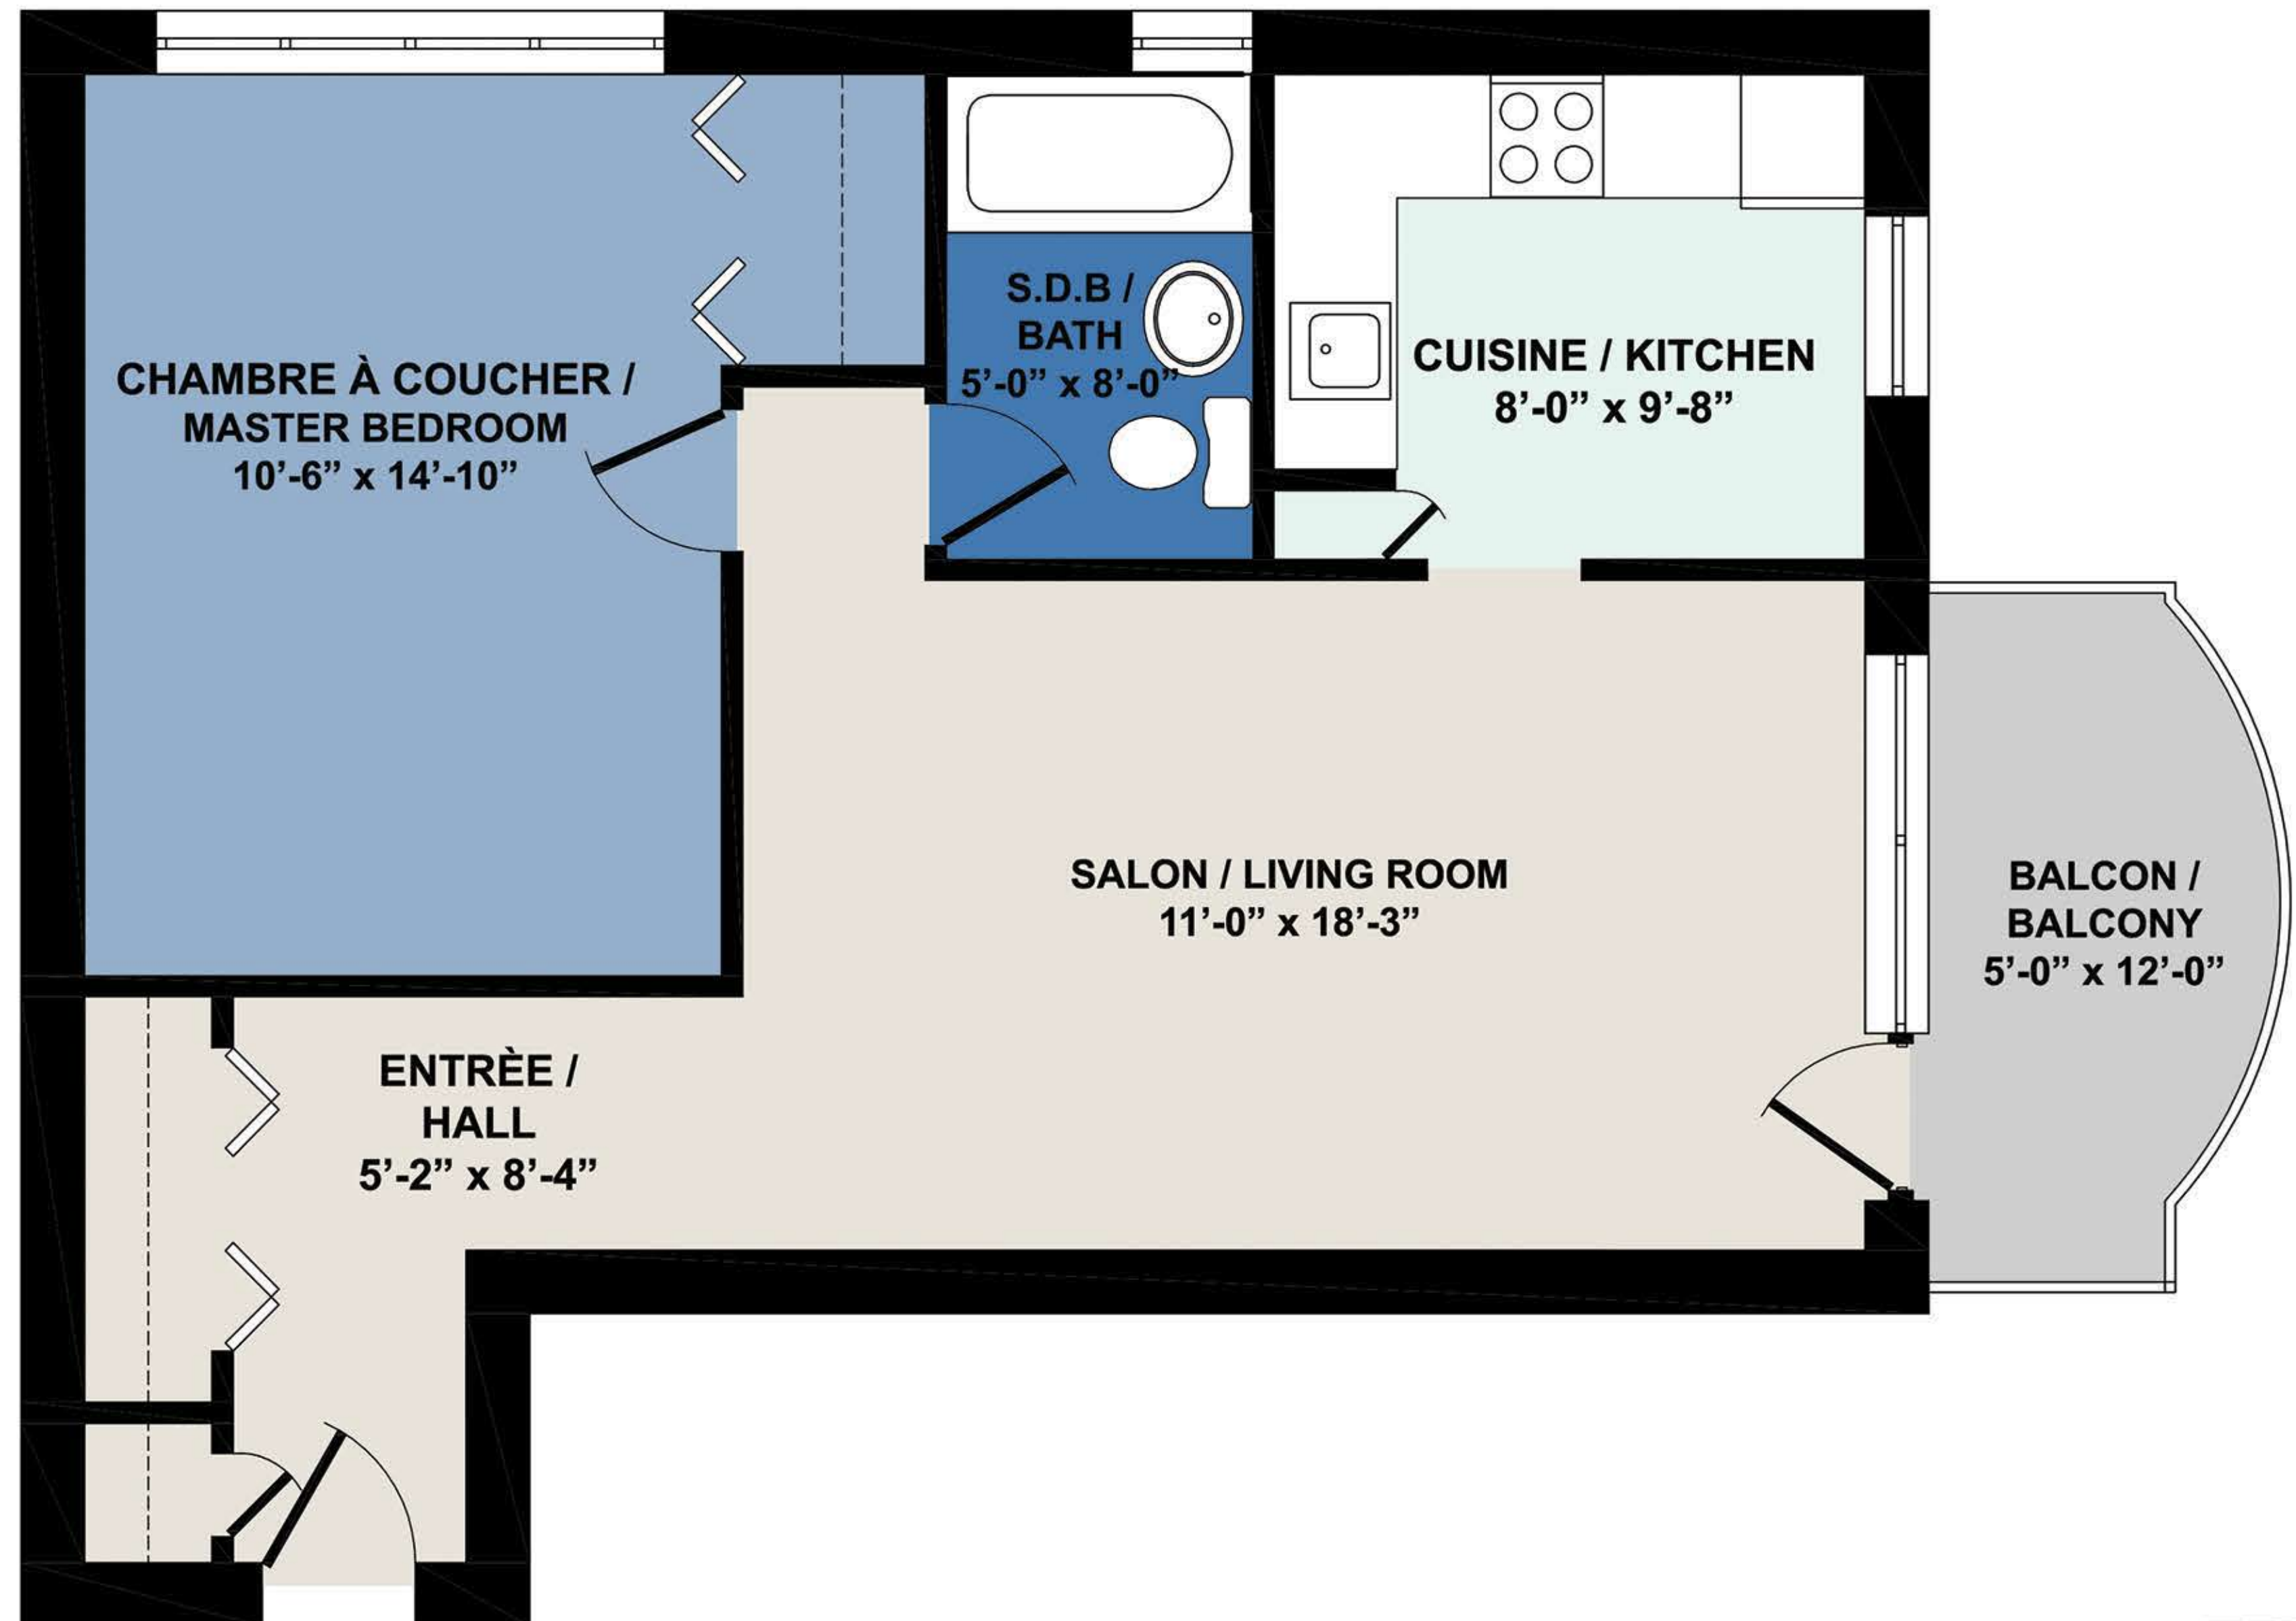 S.D.B /
BATH
5’-0” x 8’-0”
CUISINE / KITCHEN
8’-0” x 9’-8”
CHAMBRE À COUCHER /
MASTER BEDROOM
10’-6” x 14’-10”
SALON / LIVING ROOM
11’-0” x 18’-3”
BALCON /
BALCONY
5’-0” x 12’-0”
ENTRÈE /
HALL
5’-2” x 8’-4”